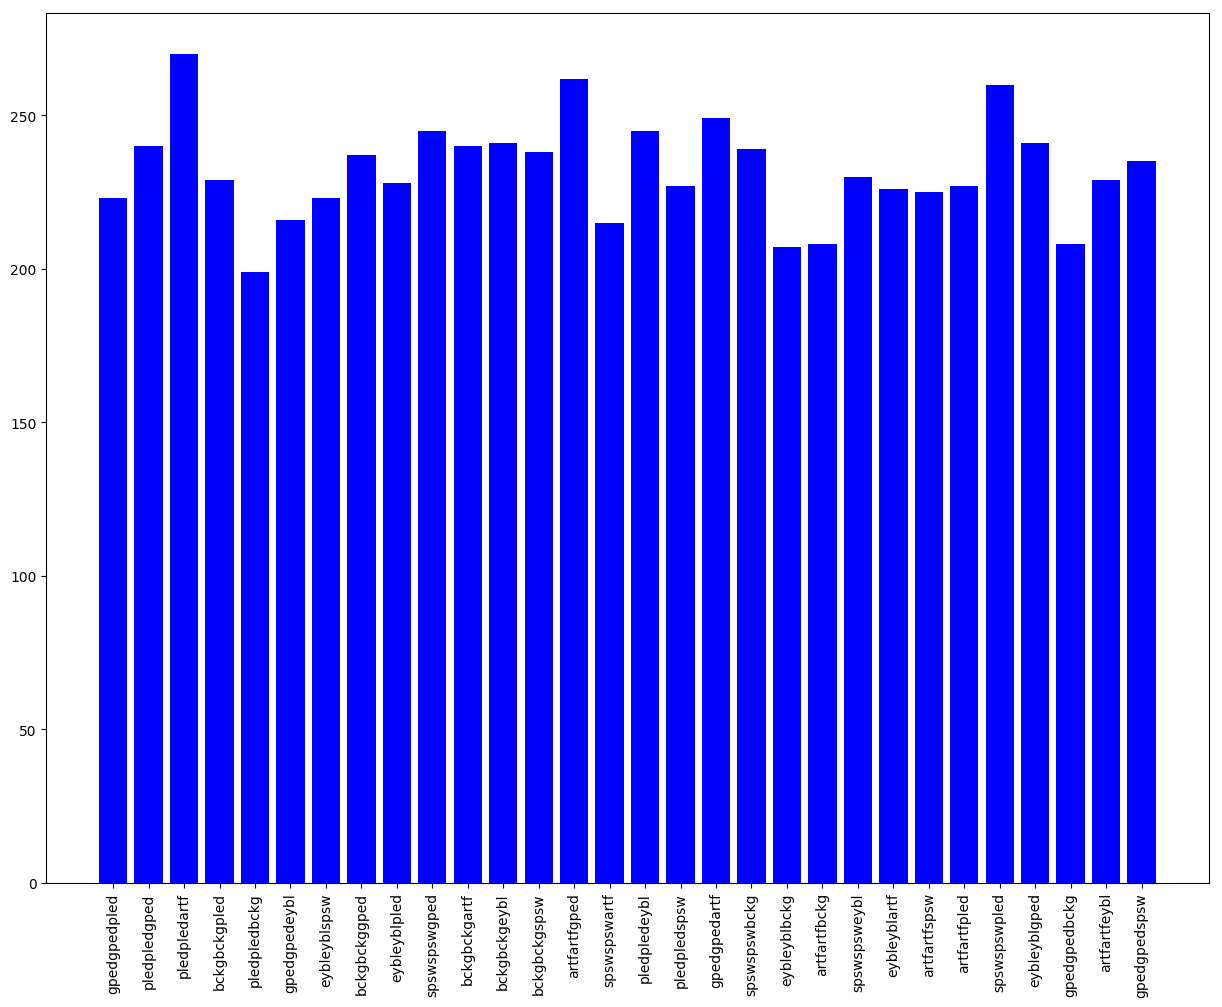 250
200
150
100
50
0
gpedgpedpled
pledpledgped
pledpledartf
bckgbckgpled
pledpledbckg
gpedgpedeybl
eybleyblspsw
bckgbckggped
eybleyblpled
spswspswgped
bckgbckgartf
bckgbckgeybl
bckgbckgspsw
artfartfgped
spswspswartf
pledpledeybl
pledpledspsw
gpedgpedartf
spswspswbckg
eybleyblbckg
artfartfbckg
spswspsweybl
eybleyblartf
artfartfspsw
artfartfpled
spswspswpled
eybleyblgped
gpedgpedbckg
artfartfeybl
gpedgpedspsw